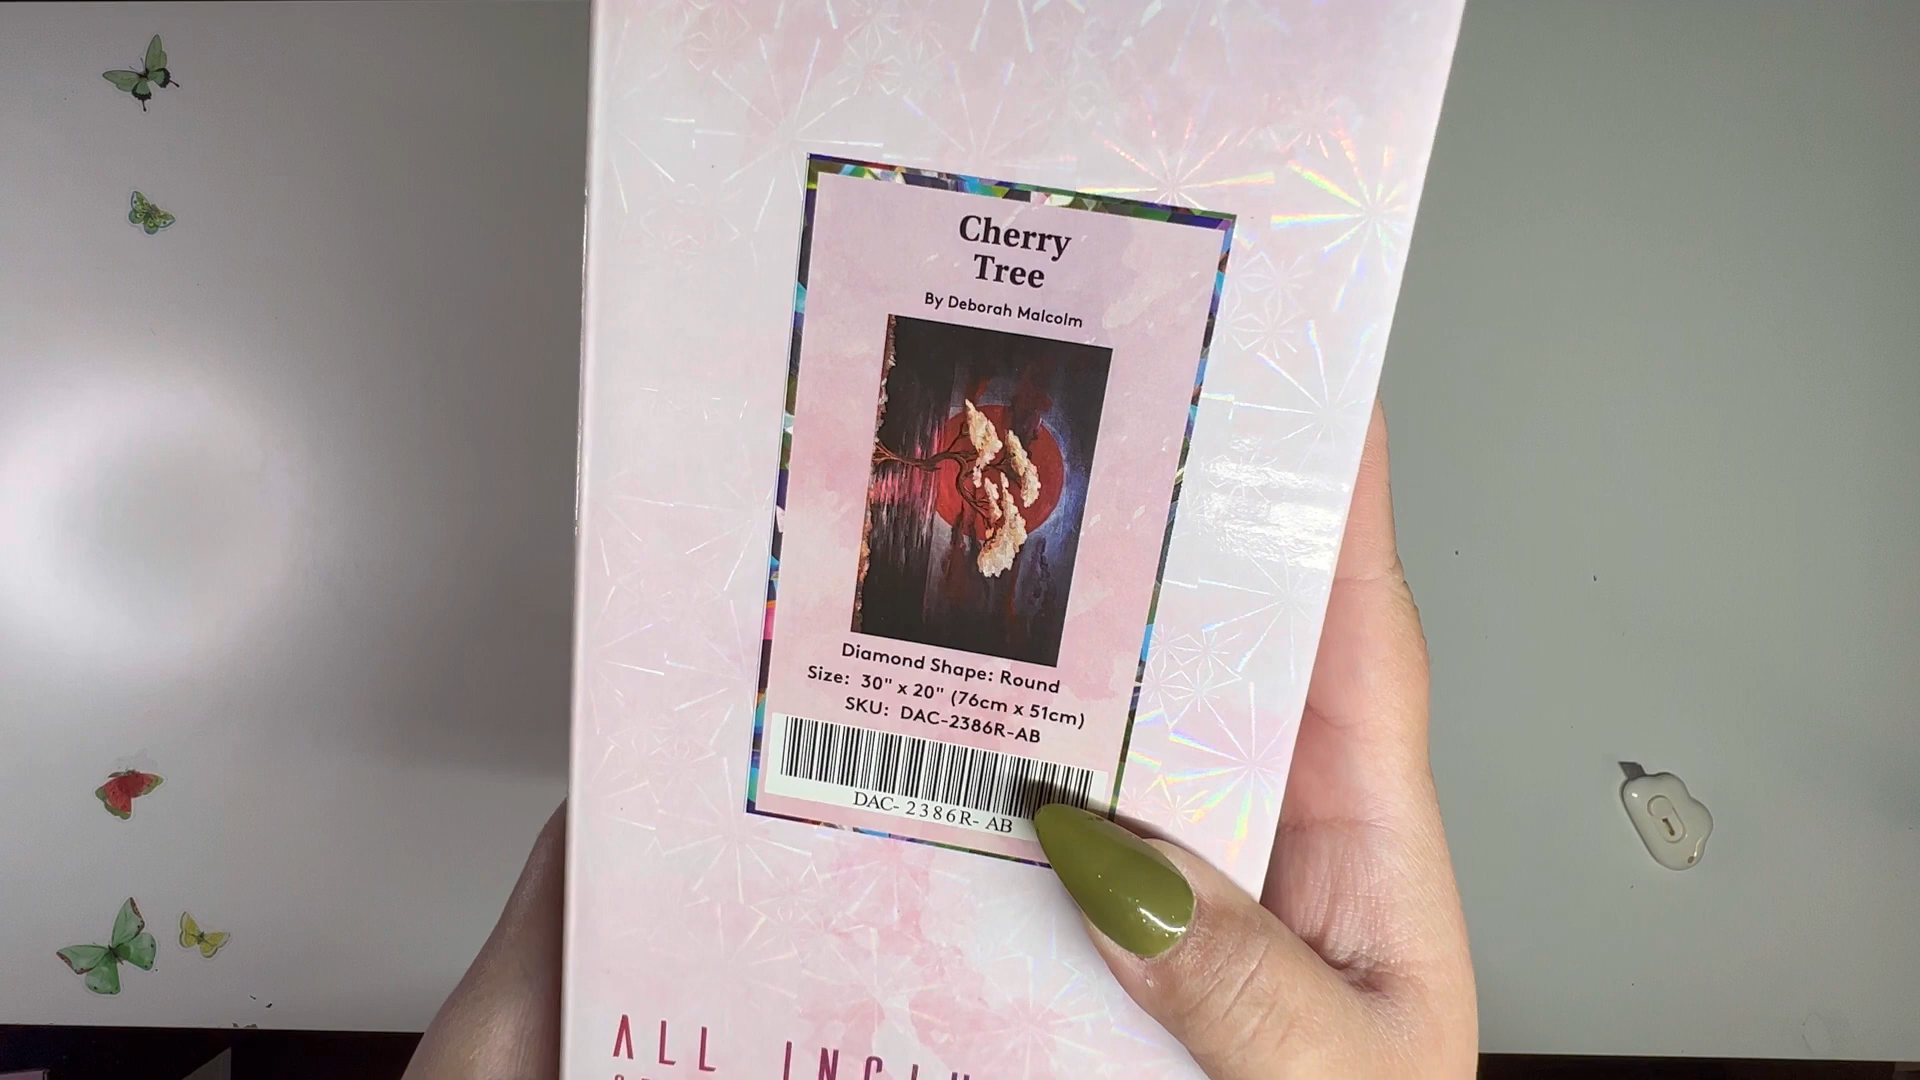 Cherry
Tree
By Deborah Malcolm
Diamond Shape: Round
Size: 30" x 20" (76cm x 51cm)
SKU: DAC-2386R-AB
DAC- 2386R- AB
ALL